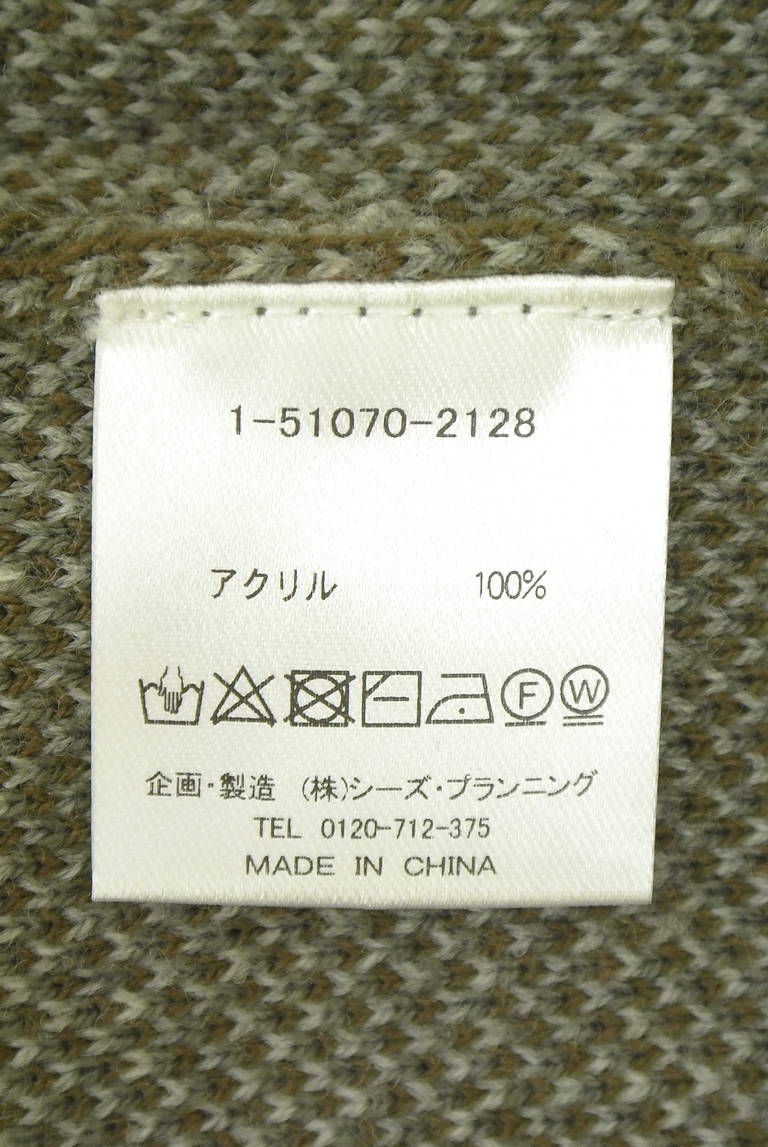 1-51070-2128
アクリル 100%
F W
企画・製造 (株)シーズ・プランニング
TEL 0120-712-375
MADE IN CHINA